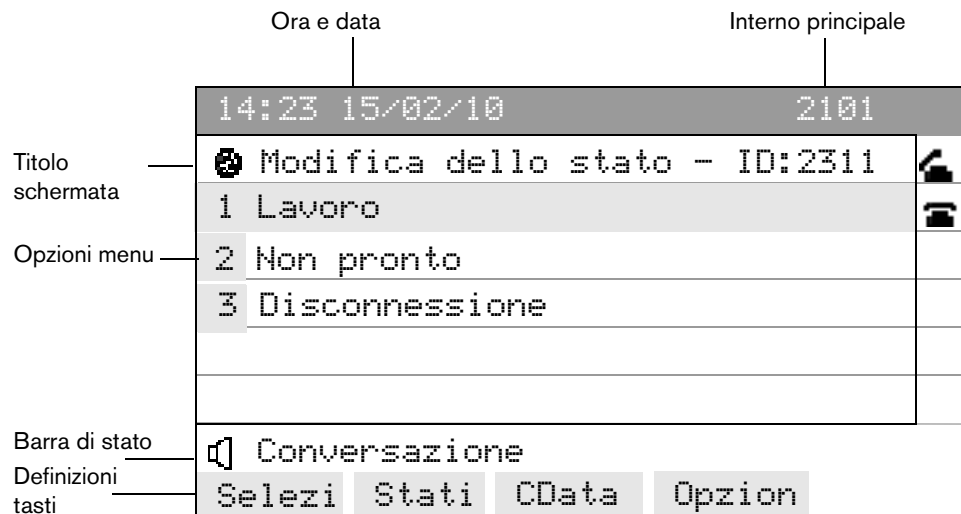 Ora e data
Interno principale
14:23 15/02/10 2101
Titolo
schermata
Modifica dello stato - ID:2311
1 Lavoro
Opzioni menu
2 Non pronto
3 Disconnessione
Barra di stato
Conversazione
Definizioni
tasti
Selezi Stati CData Opzion